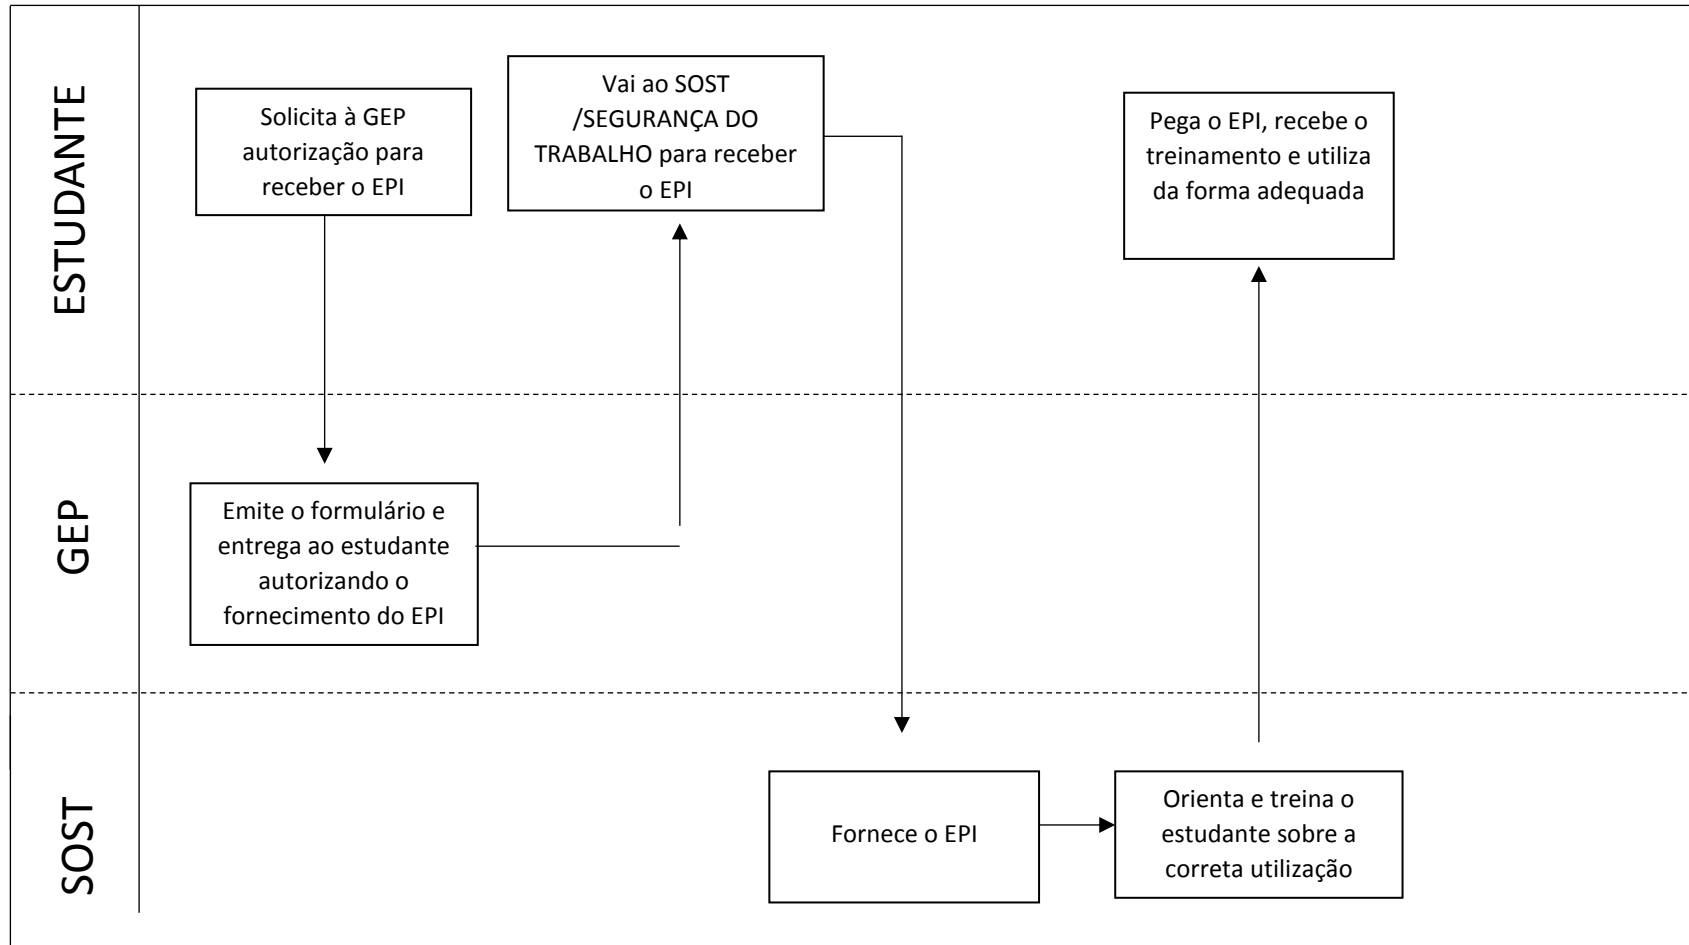 ESTUDANTE
Solicita à GEP
autorização para
receber o EPI
Vai ao SOST
/SEGURANÇA DO
TRABALHO para receber
o EPI
Pega o EPI, recebe o
treinamento e utiliza
da forma adequada
GEP
Emite o formulário e
entrega ao estudante
autorizando o
fornecimento do EPI
SOST
Fornece o EPI
Orienta e treina o
estudante sobre a
correta utilização